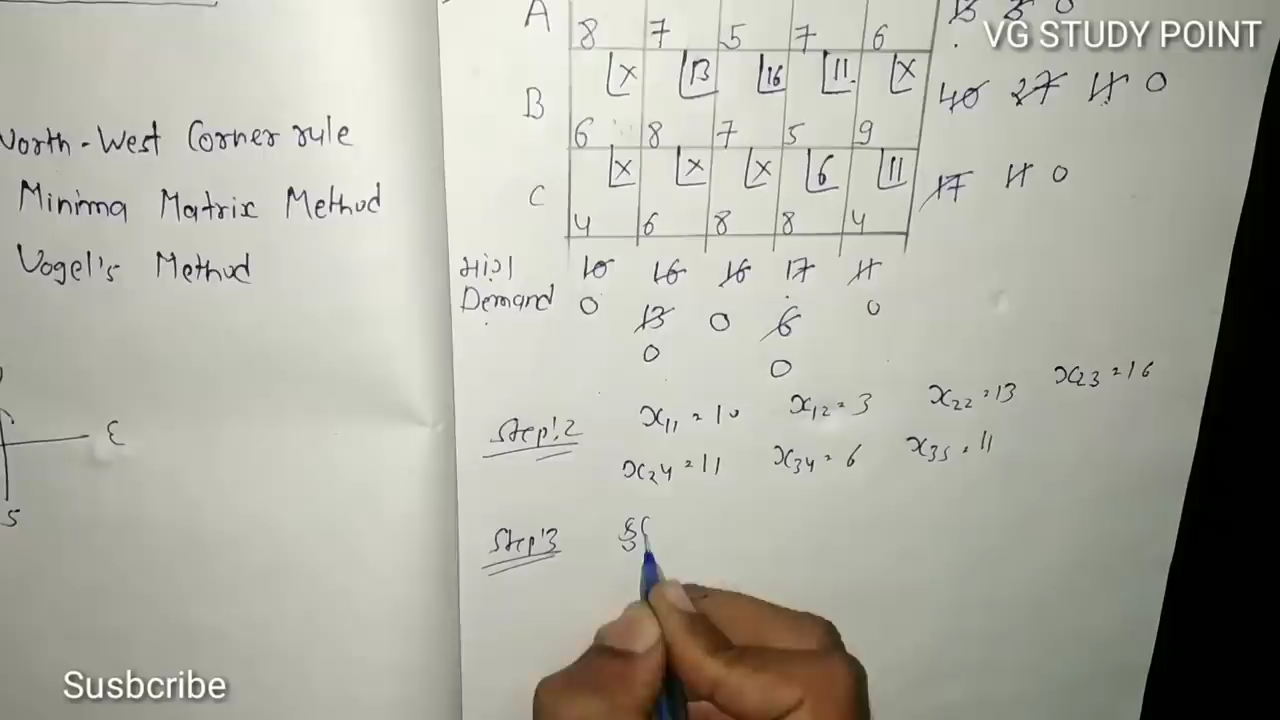 A 8 7 5 7 6 13 3 0
VG STUDY POINT
B X 13 16 11 X 40 27 11 0
6 8 7 5 9
C X X X 6 11 17 11 0
4 6 8 8 4
North-West Corner rule
Minima Matrix Method
Vogel's Method
मांग 10 16 16 17 11
Demand 0 13 0 6 0
0 0
Step:2 x11 = 10 x12 = 3 x22 = 13 x23 = 16
x24 = 11 x34 = 6 x35 = 11
E
S
Step:3
Susbcribe